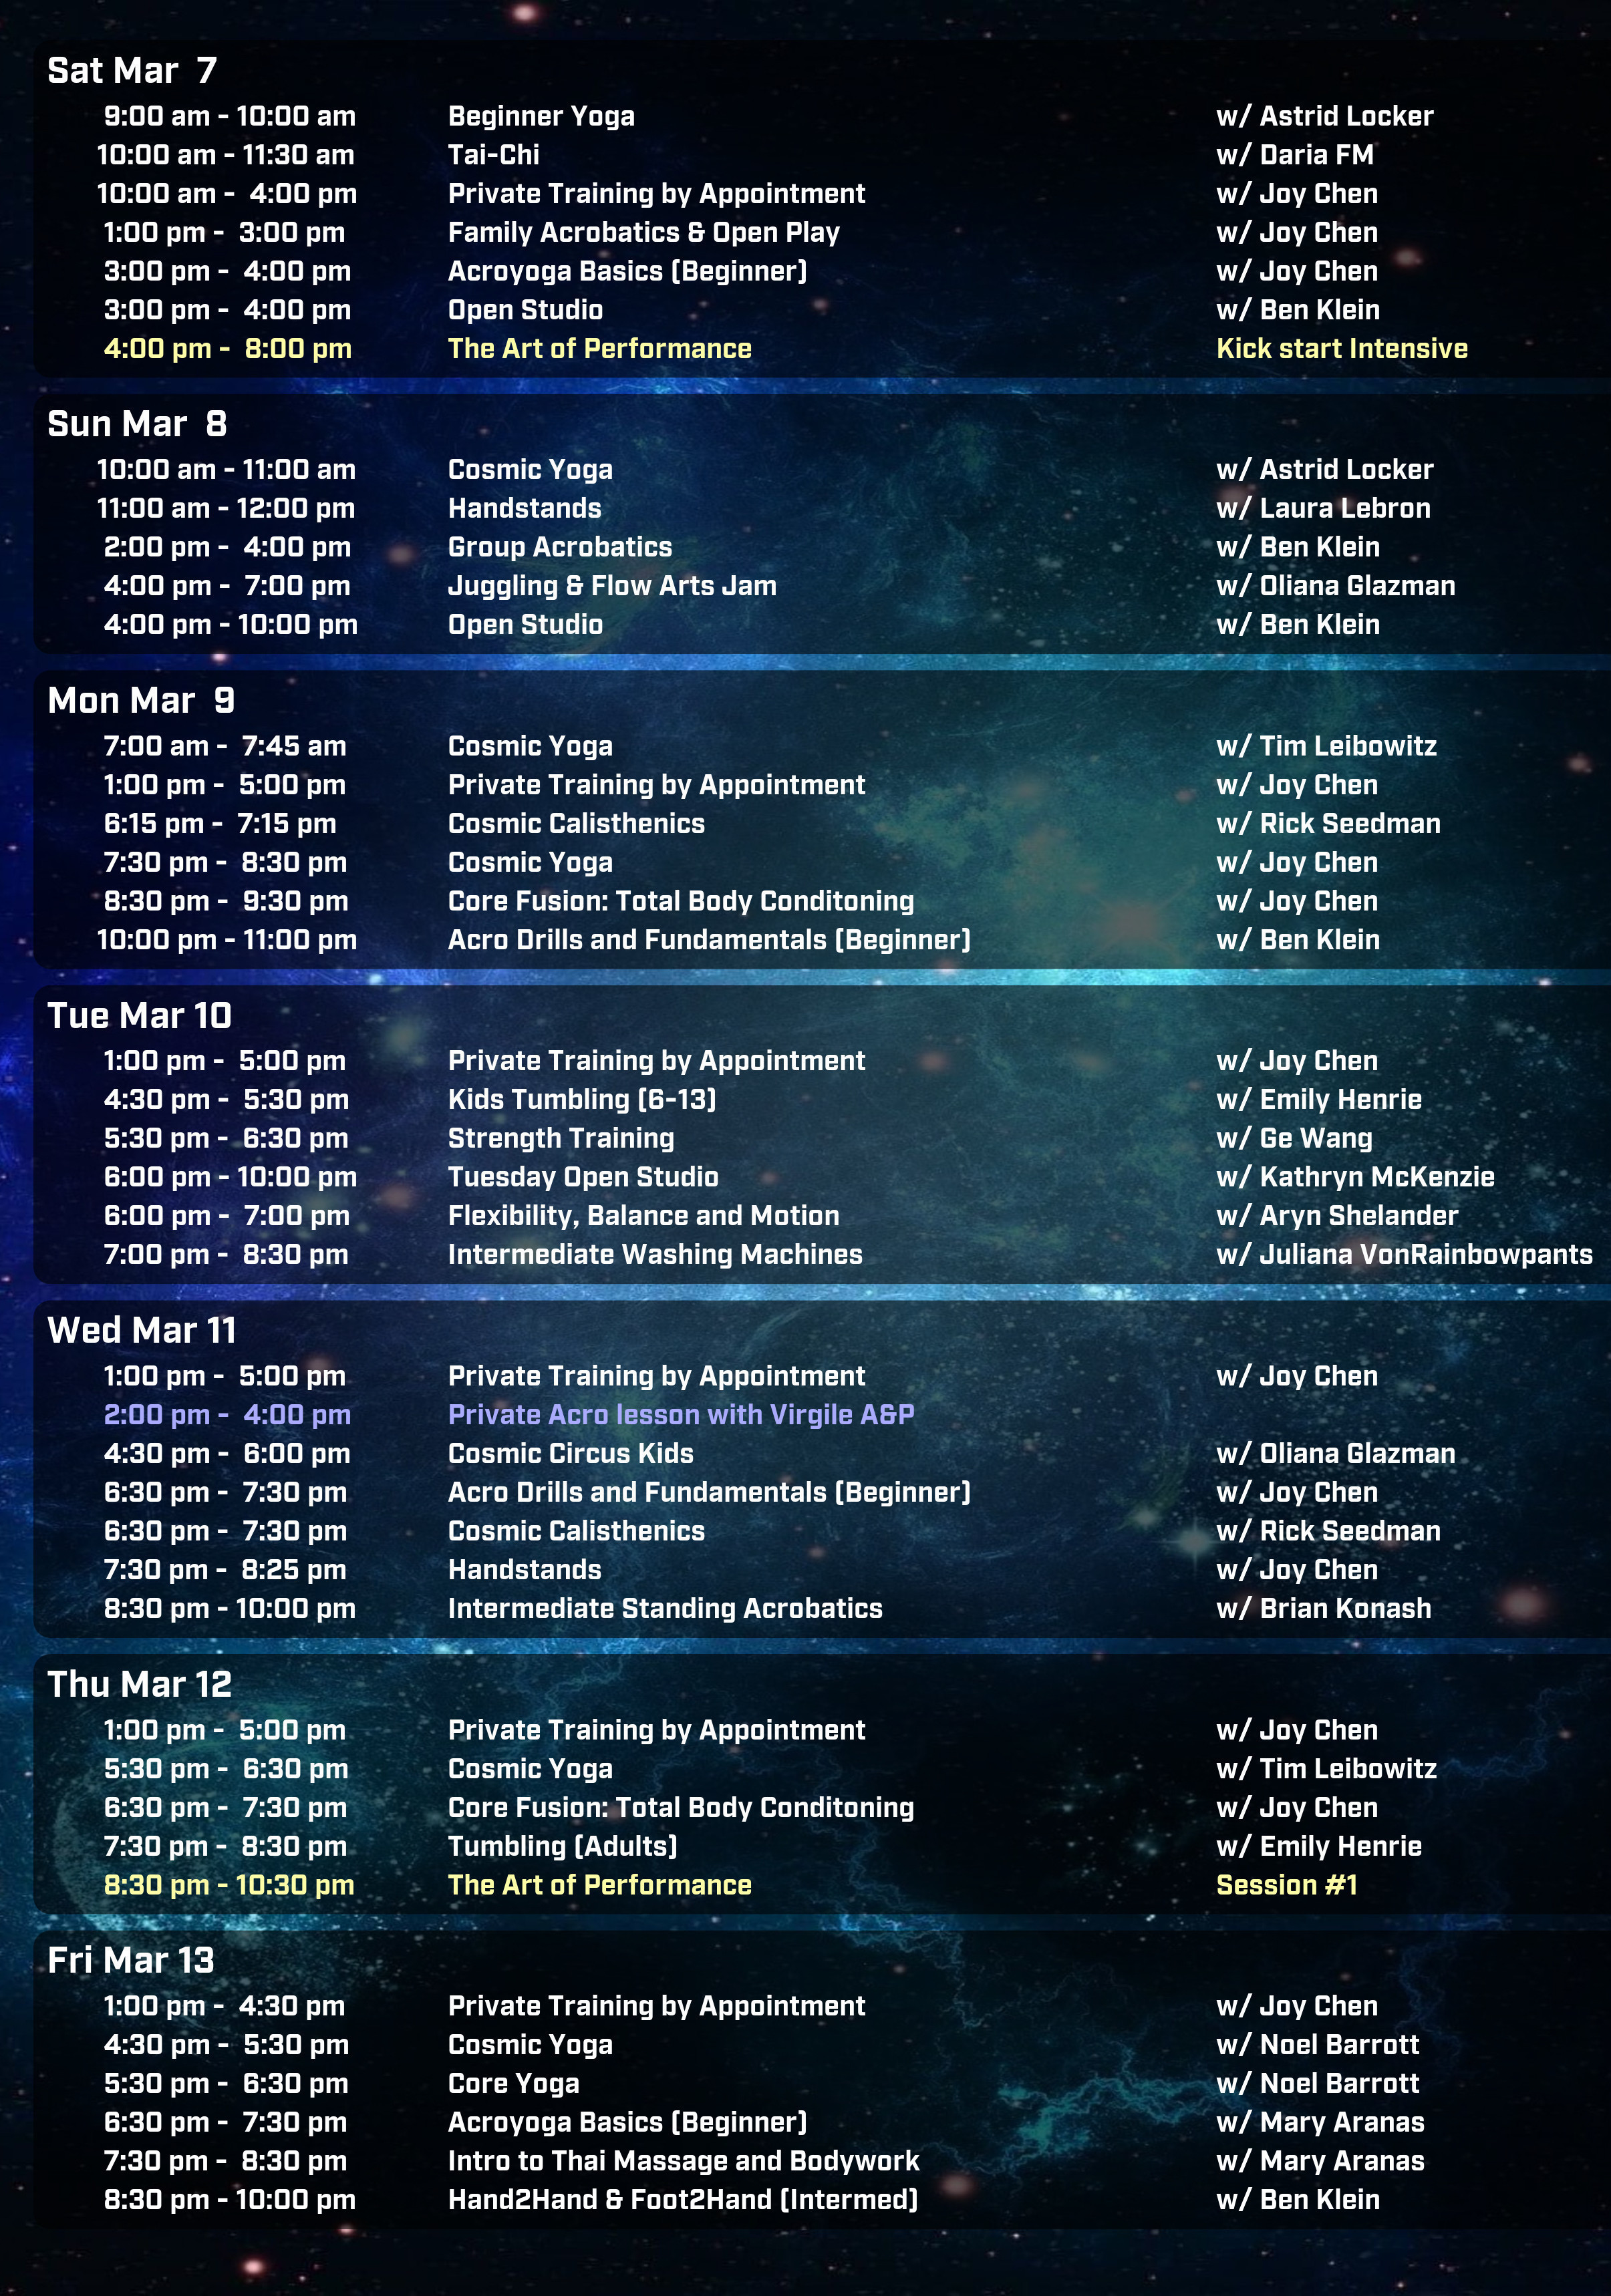 Sat Mar 7
9:00 am - 10:00 am Beginner Yoga w/ Astrid Locker
10:00 am - 11:30 am Tai-Chi w/ Daria FM
10:00 am - 4:00 pm Private Training by Appointment w/ Joy Chen
1:00 pm - 3:00 pm Family Acrobatics & Open Play w/ Joy Chen
3:00 pm - 4:00 pm Acroyoga Basics (Beginner) w/ Joy Chen
3:00 pm - 4:00 pm Open Studio w/ Ben Klein
4:00 pm - 8:00 pm The Art of Performance Kick start Intensive
Sun Mar 8
10:00 am - 11:00 am Cosmic Yoga w/ Astrid Locker
11:00 am - 12:00 pm Handstands w/ Laura Lebron
2:00 pm - 4:00 pm Group Acrobatics w/ Ben Klein
4:00 pm - 7:00 pm Juggling & Flow Arts Jam w/ Oliana Glazman
4:00 pm - 10:00 pm Open Studio w/ Ben Klein
Mon Mar 9
7:00 am - 7:45 am Cosmic Yoga w/ Tim Leibowitz
1:00 pm - 5:00 pm Private Training by Appointment w/ Joy Chen
6:15 pm - 7:15 pm Cosmic Calisthenics w/ Rick Seedman
7:30 pm - 8:30 pm Cosmic Yoga w/ Joy Chen
8:30 pm - 9:30 pm Core Fusion: Total Body Conditoning w/ Joy Chen
10:00 pm - 11:00 pm Acro Drills and Fundamentals (Beginner) w/ Ben Klein
Tue Mar 10
1:00 pm - 5:00 pm Private Training by Appointment w/ Joy Chen
4:30 pm - 5:30 pm Kids Tumbling (6-13) w/ Emily Henrie
5:30 pm - 6:30 pm Strength Training w/ Ge Wang
6:00 pm - 10:00 pm Tuesday Open Studio w/ Kathryn McKenzie
6:00 pm - 7:00 pm Flexibility, Balance and Motion w/ Aryn Shelander
7:00 pm - 8:30 pm Intermediate Washing Machines w/ Juliana VonRainbowpants
Wed Mar 11
1:00 pm - 5:00 pm Private Training by Appointment w/ Joy Chen
2:00 pm - 4:00 pm Private Acro lesson with Virgile A&P
4:30 pm - 6:00 pm Cosmic Circus Kids w/ Oliana Glazman
6:30 pm - 7:30 pm Acro Drills and Fundamentals (Beginner) w/ Joy Chen
6:30 pm - 7:30 pm Cosmic Calisthenics w/ Rick Seedman
7:30 pm - 8:25 pm Handstands w/ Joy Chen
8:30 pm - 10:00 pm Intermediate Standing Acrobatics w/ Brian Konash
Thu Mar 12
1:00 pm - 5:00 pm Private Training by Appointment w/ Joy Chen
5:30 pm - 6:30 pm Cosmic Yoga w/ Tim Leibowitz
6:30 pm - 7:30 pm Core Fusion: Total Body Conditoning w/ Joy Chen
7:30 pm - 8:30 pm Tumbling (Adults) w/ Emily Henrie
8:30 pm - 10:30 pm The Art of Performance Session #1
Fri Mar 13
1:00 pm - 4:30 pm Private Training by Appointment w/ Joy Chen
4:30 pm - 5:30 pm Cosmic Yoga w/ Noel Barrott
5:30 pm - 6:30 pm Core Yoga w/ Noel Barrott
6:30 pm - 7:30 pm Acroyoga Basics (Beginner) w/ Mary Aranas
7:30 pm - 8:30 pm Intro to Thai Massage and Bodywork w/ Mary Aranas
8:30 pm - 10:00 pm Hand2Hand & Foot2Hand (Intermed) w/ Ben Klein